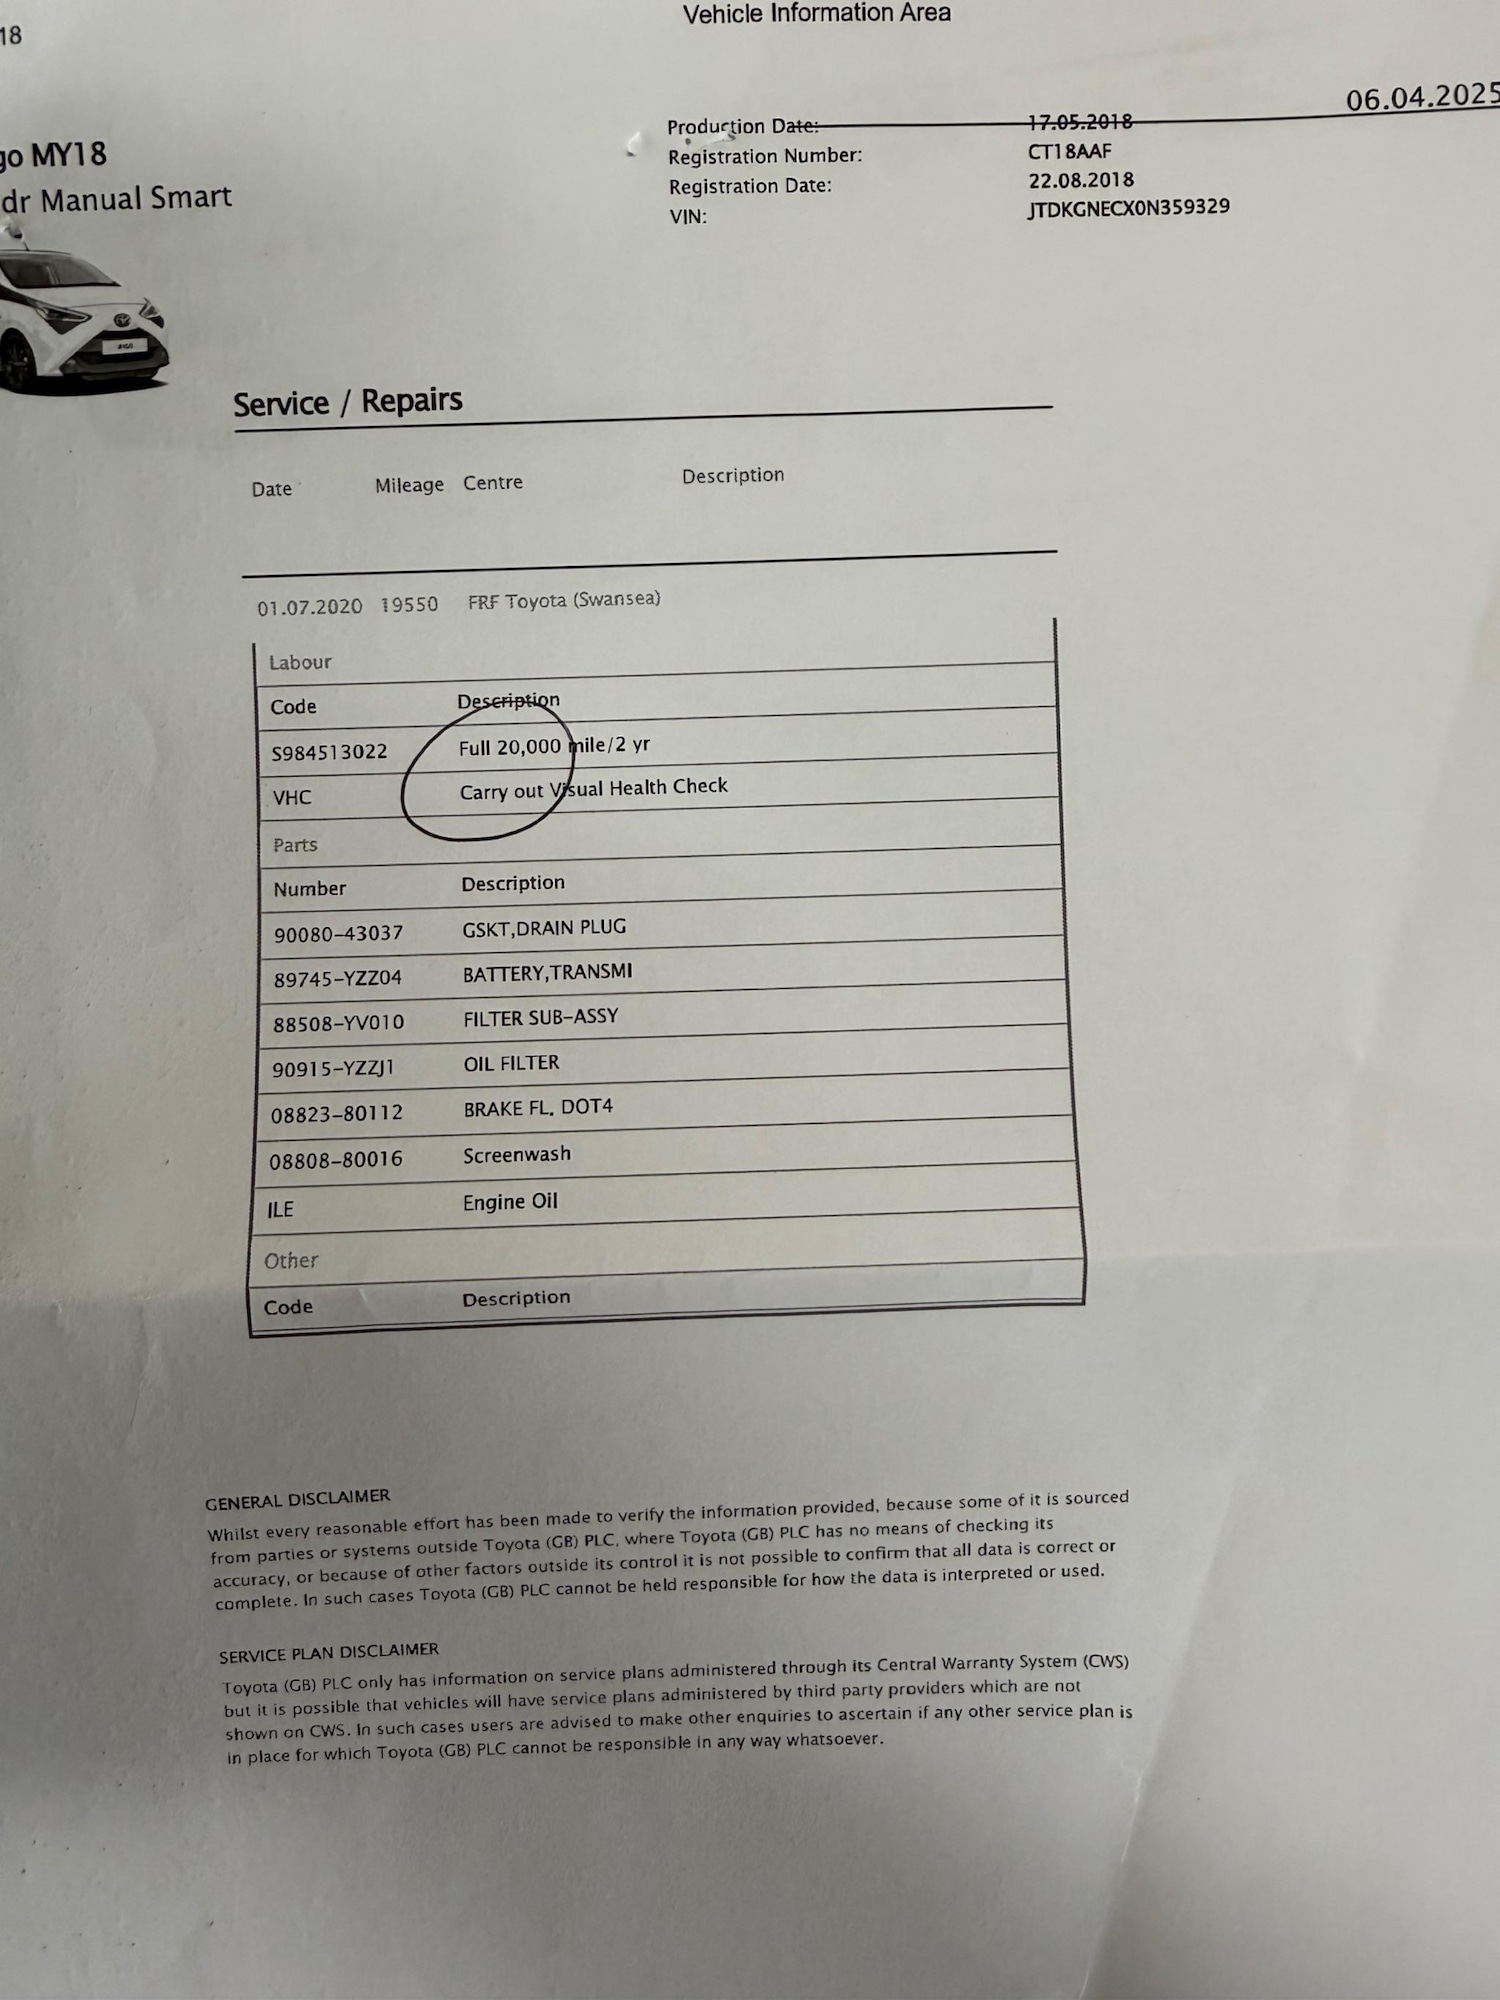 Vehicle Information Area
18
06.04.2025
go MY18
dr Manual Smart
Production Date: 17.05.2018
Registration Number: CT18AAF
Registration Date: 22.08.2018
VIN: JTDKGNECX0N359329
Service / Repairs
Date Mileage Centre Description
01.07.2020 19550 FRF Toyota (Swansea)
Labour
Code Description
S984513022 Full 20,000 mile/2 yr
VHC Carry out Visual Health Check
Parts
Number Description
90080-43037 GSKT,DRAIN PLUG
89745-YZZ04 BATTERY,TRANSMI
88508-YV010 FILTER SUB-ASSY
90915-YZZJ1 OIL FILTER
08823-80112 BRAKE FL. DOT4
08808-80016 Screenwash
ILE Engine Oil
Other
Code Description
GENERAL DISCLAIMER
Whilst every reasonable effort has been made to verify the information provided, because some of it is sourced
from parties or systems outside Toyota (GB) PLC, where Toyota (GB) PLC has no means of checking its
accuracy, or because of other factors outside its control it is not possible to confirm that all data is correct or
complete. In such cases Toyota (GB) PLC cannot be held responsible for how the data is interpreted or used.
SERVICE PLAN DISCLAIMER
Toyota (GB) PLC only has information on service plans administered through its Central Warranty System (CWS)
but it is possible that vehicles will have service plans administered by third party providers which are not
shown on CWS. In such cases users are advised to make other enquiries to ascertain if any other service plan is
in place for which Toyota (GB) PLC cannot be responsible in any way whatsoever.